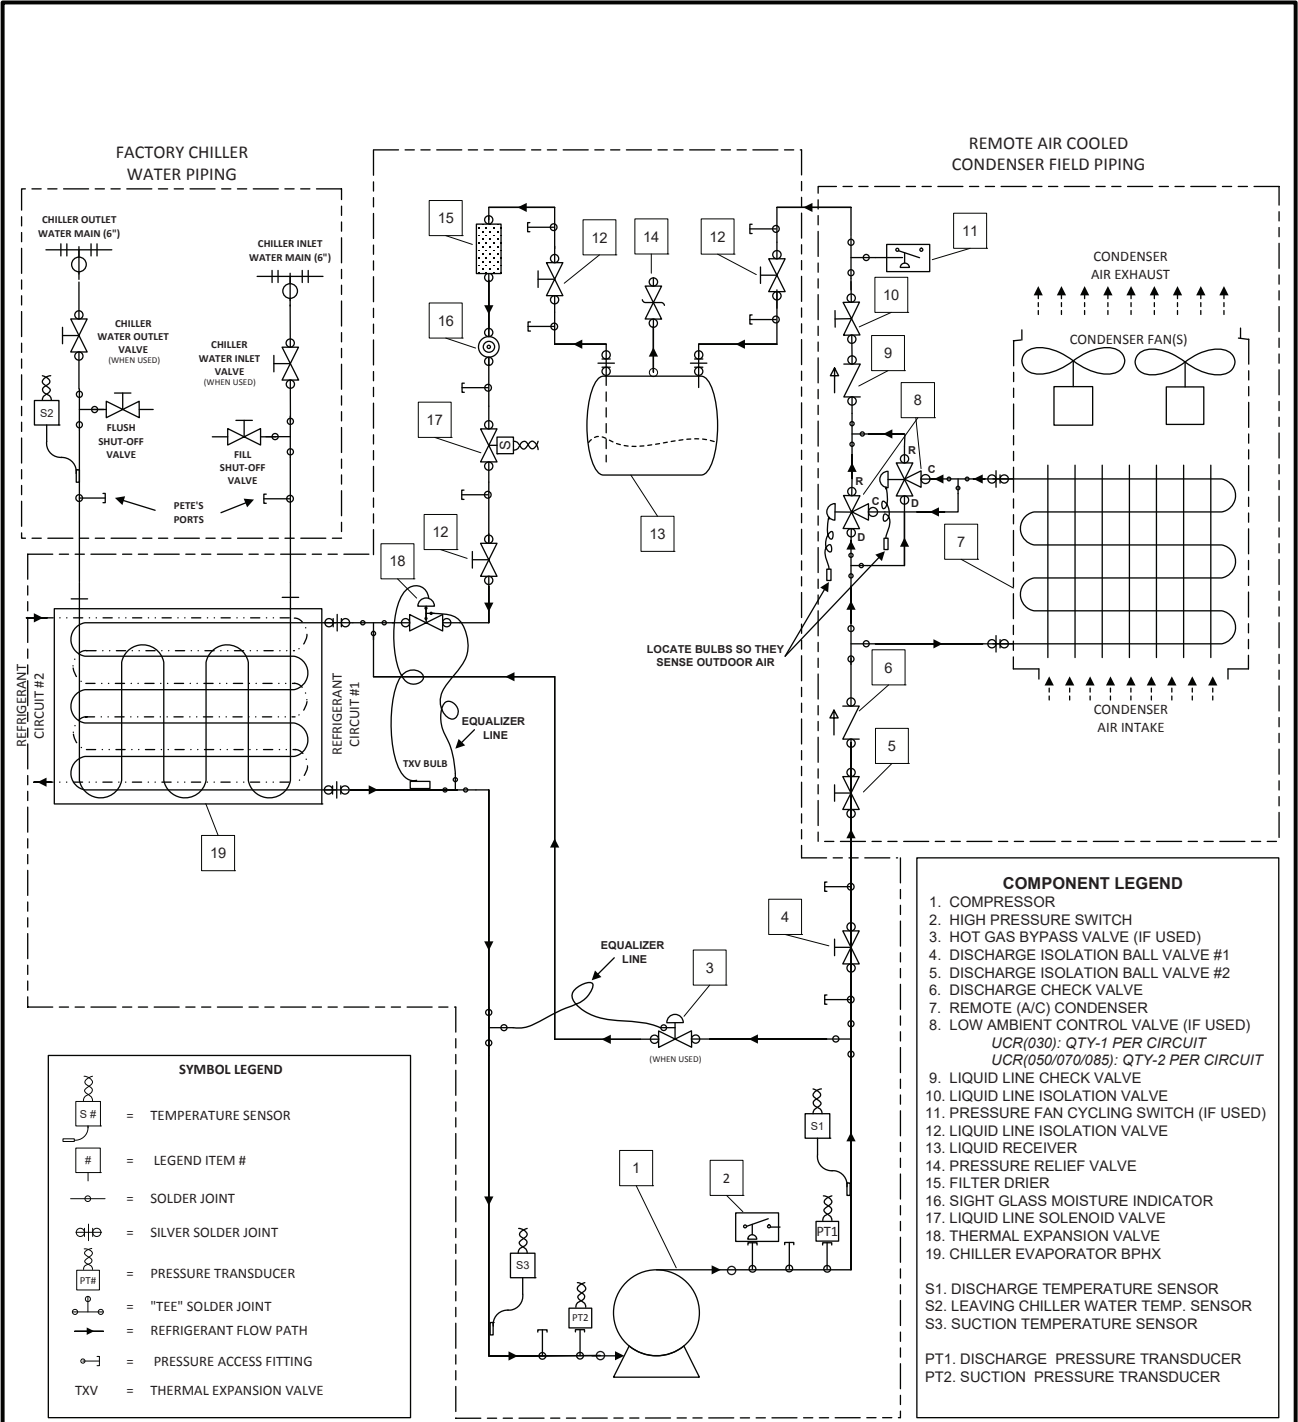 FACTORY CHILLER
WATER PIPING
REMOTE AIR COOLED
CONDENSER FIELD PIPING
CHILLER OUTLET
WATER MAIN (6")
CHILLER INLET
WATER MAIN (6")
CHILLER
WATER OUTLET
VALVE
(WHEN USED)
CHILLER
WATER INLET
VALVE
(WHEN USED)
S2
FLUSH
SHUT-OFF
VALVE
FILL
SHUT-OFF
VALVE
PETE'S
PORTS
15
12
14
12
11
16
10
9
17
S
8
13
12
18
7
CONDENSER
AIR EXHAUST
CONDENSER FAN(S)
R
C
D
R
C
D
LOCATE BULBS SO THEY
SENSE OUTDOOR AIR
CONDENSER
AIR INTAKE
6
5
REFRIGERANT
CIRCUIT #2
REFRIGERANT
CIRCUIT #1
EQUALIZER
LINE
TXV BULB
19
4
EQUALIZER
LINE
3
(WHEN USED)
S1
1
2
PT1
S3
PT2
SYMBOL LEGEND
S # = TEMPERATURE SENSOR
# = LEGEND ITEM #
= SOLDER JOINT
= SILVER SOLDER JOINT
PT# = PRESSURE TRANSDUCER
= "TEE" SOLDER JOINT
= REFRIGERANT FLOW PATH
= PRESSURE ACCESS FITTING
TXV = THERMAL EXPANSION VALVE
COMPONENT LEGEND
1. COMPRESSOR
2. HIGH PRESSURE SWITCH
3. HOT GAS BYPASS VALVE (IF USED)
4. DISCHARGE ISOLATION BALL VALVE #1
5. DISCHARGE ISOLATION BALL VALVE #2
6. DISCHARGE CHECK VALVE
7. REMOTE (A/C) CONDENSER
8. LOW AMBIENT CONTROL VALVE (IF USED)
UCR(030): QTY-1 PER CIRCUIT
UCR(050/070/085): QTY-2 PER CIRCUIT
9. LIQUID LINE CHECK VALVE
10. LIQUID LINE ISOLATION VALVE
11. PRESSURE FAN CYCLING SWITCH (IF USED)
12. LIQUID LINE ISOLATION VALVE
13. LIQUID RECEIVER
14. PRESSURE RELIEF VALVE
15. FILTER DRIER
16. SIGHT GLASS MOISTURE INDICATOR
17. LIQUID LINE SOLENOID VALVE
18. THERMAL EXPANSION VALVE
19. CHILLER EVAPORATOR BPHX
S1. DISCHARGE TEMPERATURE SENSOR
S2. LEAVING CHILLER WATER TEMP. SENSOR
S3. SUCTION TEMPERATURE SENSOR
PT1. DISCHARGE PRESSURE TRANSDUCER
PT2. SUCTION PRESSURE TRANSDUCER